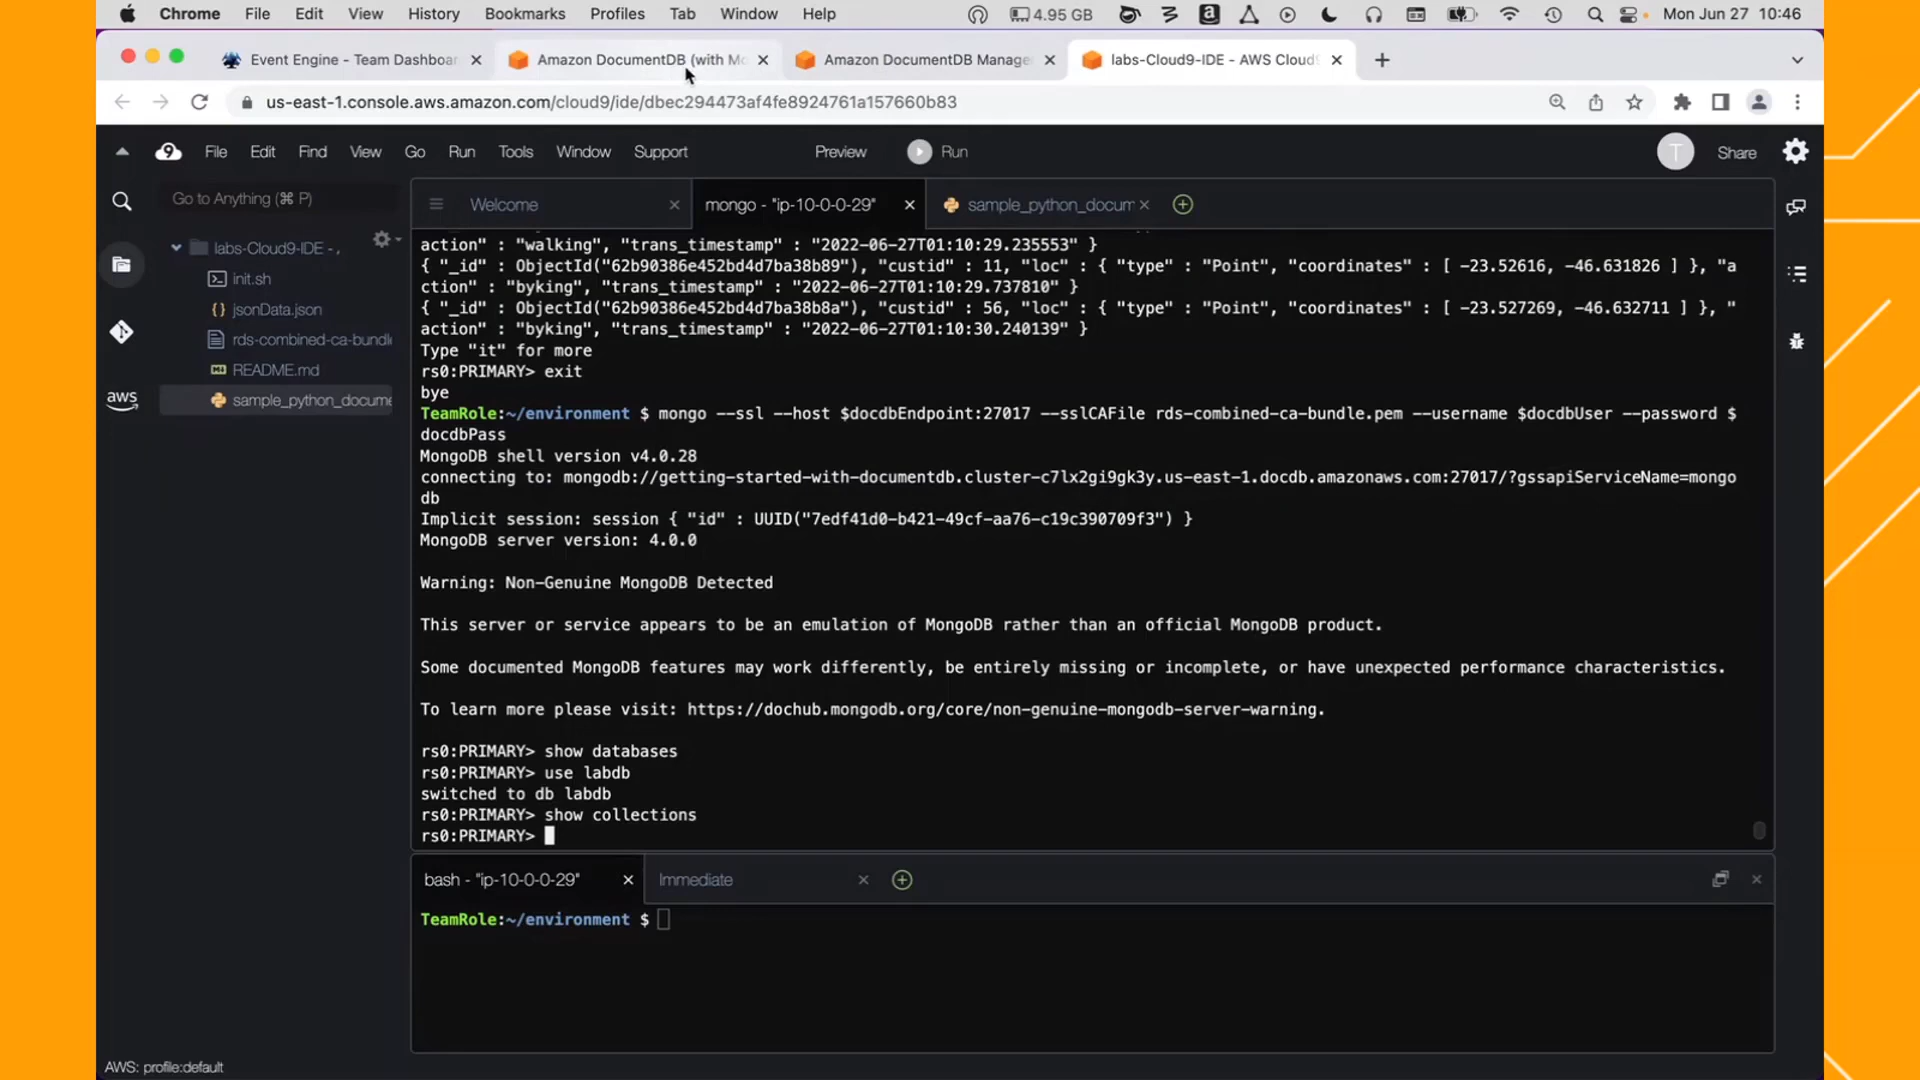 Chrome File Edit View History Bookmarks Profiles Tab Window Help 4.95 GB Mon Jun 27 10:46
Event Engine - Team Dashboar Amazon DocumentDB (with Mo Amazon DocumentDB Manage labs-Cloud9-IDE - AWS Cloud9
us-east-1.console.aws.amazon.com/cloud9/ide/dbec294473af4fe8924761a157660b83
9 File Edit Find View Go Run Tools Window Support Preview Run T Share
Go to Anything (⌘ P)
Welcome mongo - "ip-10-0-0-29" sample_python_docum
labs-Cloud9-IDE - ,
init.sh
jsonData.json
rds-combined-ca-bundle
README.md
sample_python_docume
aws
action" : "walking", "trans_timestamp" : "2022-06-27T01:10:29.235553" }
{ "_id" : ObjectId("62b90386e452bd4d7ba38b89"), "custid" : 11, "loc" : { "type" : "Point", "coordinates" : [ -23.52616, -46.631826 ] }, "a
ction" : "byking", "trans_timestamp" : "2022-06-27T01:10:29.737810" }
{ "_id" : ObjectId("62b90386e452bd4d7ba38b8a"), "custid" : 56, "loc" : { "type" : "Point", "coordinates" : [ -23.527269, -46.632711 ] }, "
action" : "byking", "trans_timestamp" : "2022-06-27T01:10:30.240139" }
Type "it" for more
rs0:PRIMARY> exit
bye
TeamRole:~/environment $ mongo --ssl --host $docdbEndpoint:27017 --sslCAFile rds-combined-ca-bundle.pem --username $docdbUser --password $
docdbPass
MongoDB shell version v4.0.28
connecting to: mongodb://getting-started-with-documentdb.cluster-c7lx2gi9gk3y.us-east-1.docdb.amazonaws.com:27017/?gssapiServiceName=mongo
db
Implicit session: session { "id" : UUID("7edf41d0-b421-49cf-aa76-c19c390709f3") }
MongoDB server version: 4.0.0
Warning: Non-Genuine MongoDB Detected
This server or service appears to be an emulation of MongoDB rather than an official MongoDB product.
Some documented MongoDB features may work differently, be entirely missing or incomplete, or have unexpected performance characteristics.
To learn more please visit: https://dochub.mongodb.org/core/non-genuine-mongodb-server-warning.
rs0:PRIMARY> show databases
rs0:PRIMARY> use labdb
switched to db labdb
rs0:PRIMARY> show collections
rs0:PRIMARY>
bash - "ip-10-0-0-29" Immediate
TeamRole:~/environment $
AWS: profile:default